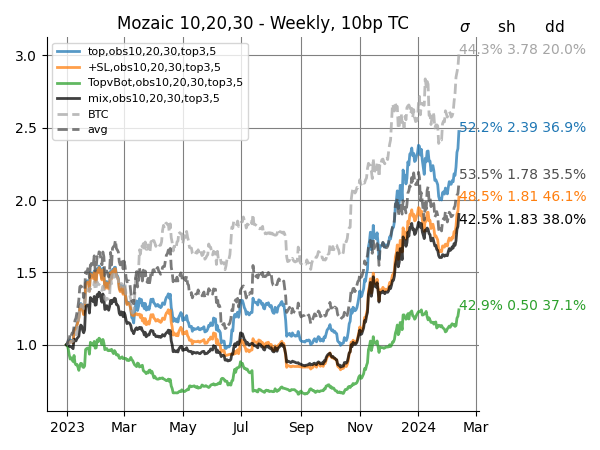 Mozaic 10,20,30 - Weekly, 10bp TC
σ sh dd
top,obs10,20,30,top3,5
+SL,obs10,20,30,top3,5
TopvBot,obs10,20,30,top3,5
mix,obs10,20,30,top3,5
BTC
avg
44.3% 3.78 20.0%
52.2% 2.39 36.9%
53.5% 1.78 35.5%
48.5% 1.81 46.1%
42.5% 1.83 38.0%
42.9% 0.50 37.1%
3.0
2.5
2.0
1.5
1.0
2023 Mar May Jul Sep Nov 2024 Mar